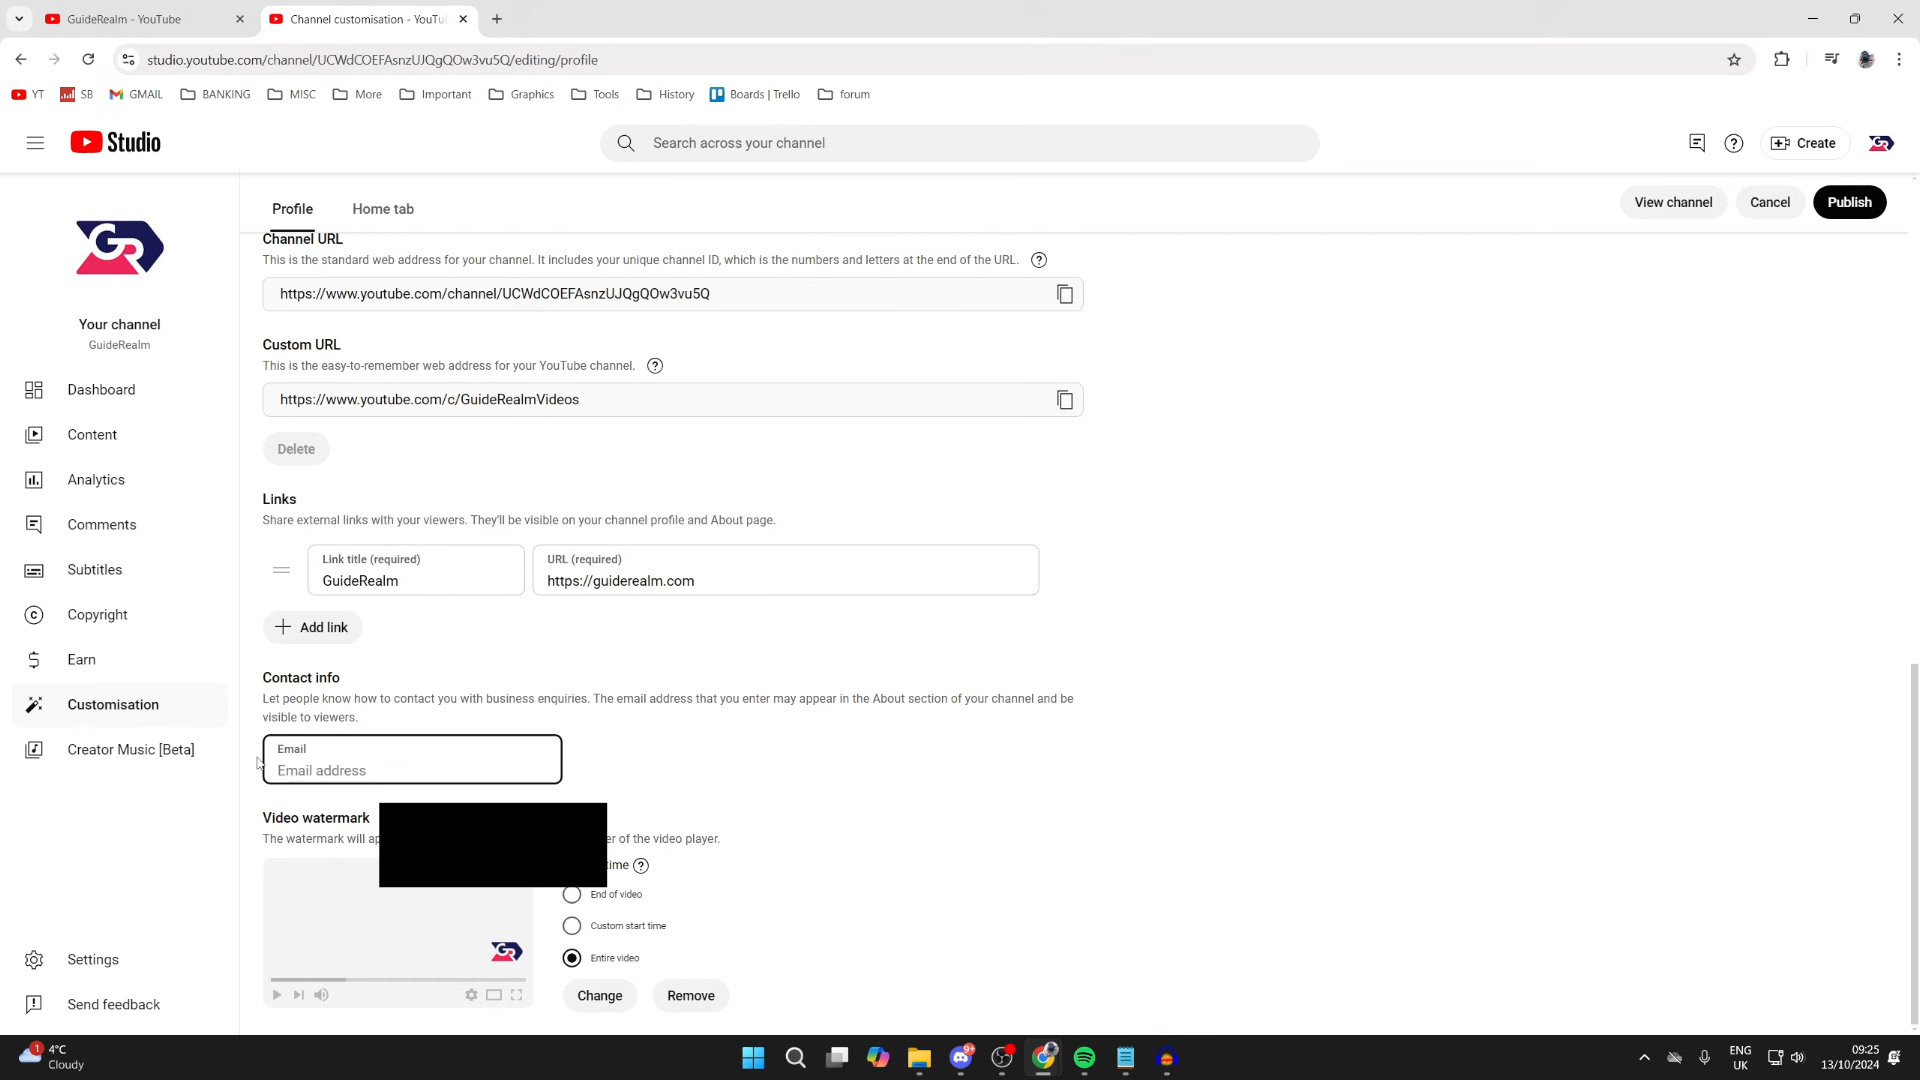 GuideRealm - YouTube
Channel customisation - YouTu
studio.youtube.com/channel/UCWdCOEFAsnzUJQgQOw3vu5Q/editing/profile
YT SB GMAIL BANKING MISC More Important Graphics Tools History Boards | Trello forum
Studio
Search across your channel
Create
GR
Your channel
GuideRealm
Dashboard
Content
Analytics
Comments
Subtitles
Copyright
Earn
Customisation
Creator Music [Beta]
Settings
Send feedback
Profile Home tab
View channel Cancel Publish
Channel URL
This is the standard web address for your channel. It includes your unique channel ID, which is the numbers and letters at the end of the URL.
https://www.youtube.com/channel/UCWdCOEFAsnzUJQgQOw3vu5Q
Custom URL
This is the easy-to-remember web address for your YouTube channel.
https://www.youtube.com/c/GuideRealmVideos
Delete
Links
Share external links with your viewers. They'll be visible on your channel profile and About page.
Link title (required)
GuideRealm
URL (required)
https://guiderealm.com
Add link
Contact info
Let people know how to contact you with business enquiries. The email address that you enter may appear in the About section of your channel and be
visible to viewers.
Email
Email address
Video watermark
The watermark will ap er of the video player.
time
End of video
Custom start time
Entire video
GR
Change Remove
1
4°C
Cloudy
9+
ENG
UK
09:25
13/10/2024